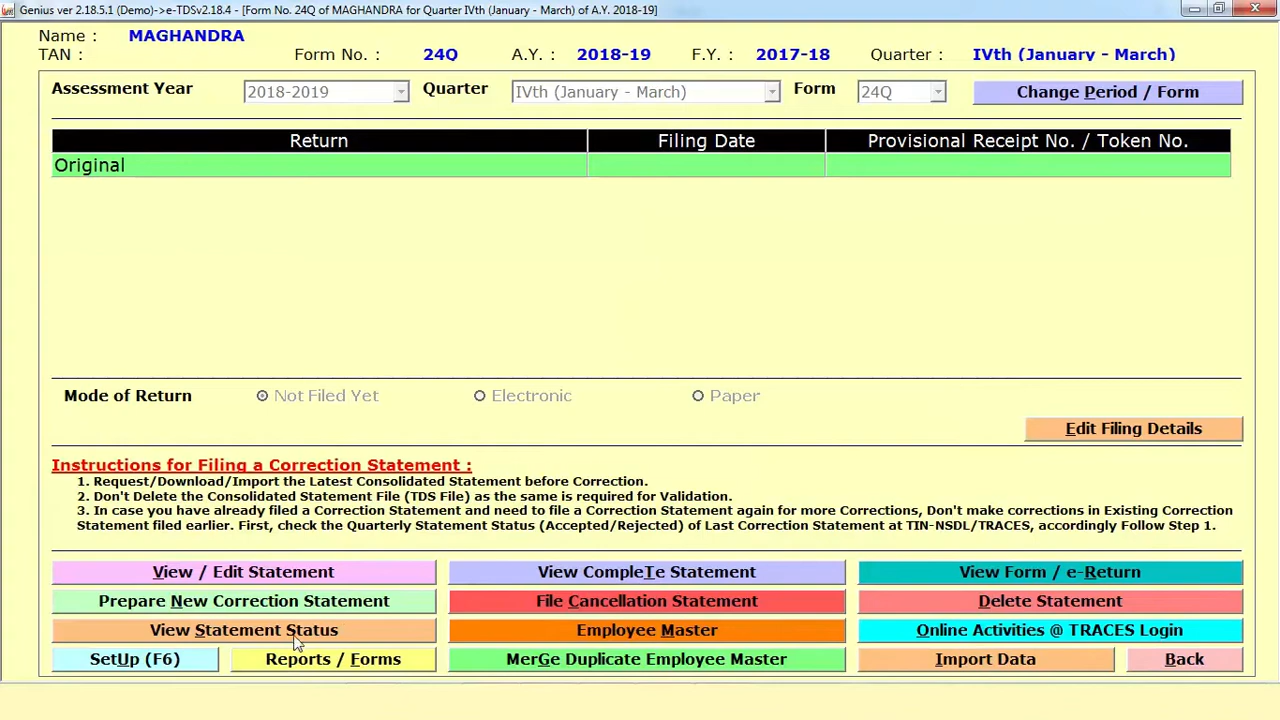 Genius ver 2.18.5.1 (Demo)->e-TDSv2.18.4 - [Form No. 24Q of MAGHANDRA for Quarter IVth (January - March) of A.Y. 2018-19]
Name : MAGHANDRA
TAN : Form No. : 24Q A.Y. : 2018-19 F.Y. : 2017-18 Quarter : IVth (January - March)
Assessment Year 2018-2019 Quarter IVth (January - March) Form 24Q Change Period / Form
Return Filing Date Provisional Receipt No. / Token No.
Original
Mode of Return Not Filed Yet Electronic Paper
Edit Filing Details
Instructions for Filing a Correction Statement :
1. Request/Download/Import the Latest Consolidated Statement before Correction.
2. Don't Delete the Consolidated Statement File (TDS File) as the same is required for Validation.
3. In case you have already filed a Correction Statement and need to file a Correction Statement again for more Corrections, Don't make corrections in Existing Correction
Statement filed earlier. First, check the Quarterly Statement Status (Accepted/Rejected) of Last Correction Statement at TIN-NSDL/TRACES, accordingly Follow Step 1.
View / Edit Statement View CompleTe Statement View Form / e-Return
Prepare New Correction Statement File Cancellation Statement Delete Statement
View Statement Status Employee Master Online Activities @ TRACES Login
SetUp (F6) Reports / Forms MerGe Duplicate Employee Master Import Data Back